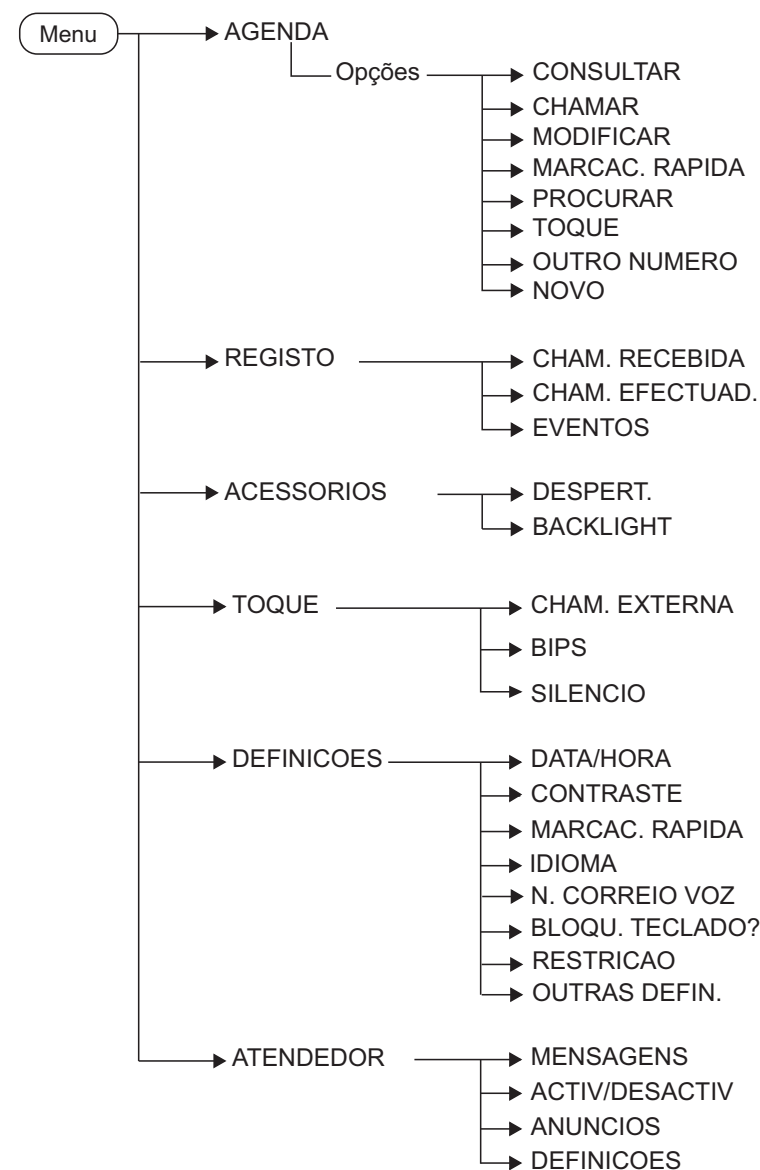 Menu
AGENDA
Opções
CONSULTAR
CHAMAR
MODIFICAR
MARCAC. RAPIDA
PROCURAR
TOQUE
OUTRO NUMERO
NOVO
REGISTO
CHAM. RECEBIDA
CHAM. EFECTUAD.
EVENTOS
ACESSORIOS
DESPERT.
BACKLIGHT
TOQUE
CHAM. EXTERNA
BIPS
SILENCIO
DEFINICOES
DATA/HORA
CONTRASTE
MARCAC. RAPIDA
IDIOMA
N. CORREIO VOZ
BLOQU. TECLADO?
RESTRICAO
OUTRAS DEFIN.
ATENDEDOR
MENSAGENS
ACTIV/DESACTIV
ANUNCIOS
DEFINICOES